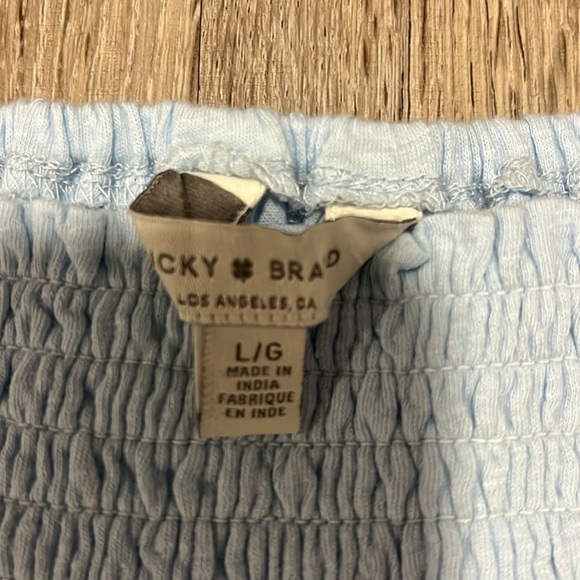 CKY BRAD
LOS ANGELES, CA
L/G
MADE IN
INDIA
FABRIQUE
EN INDE